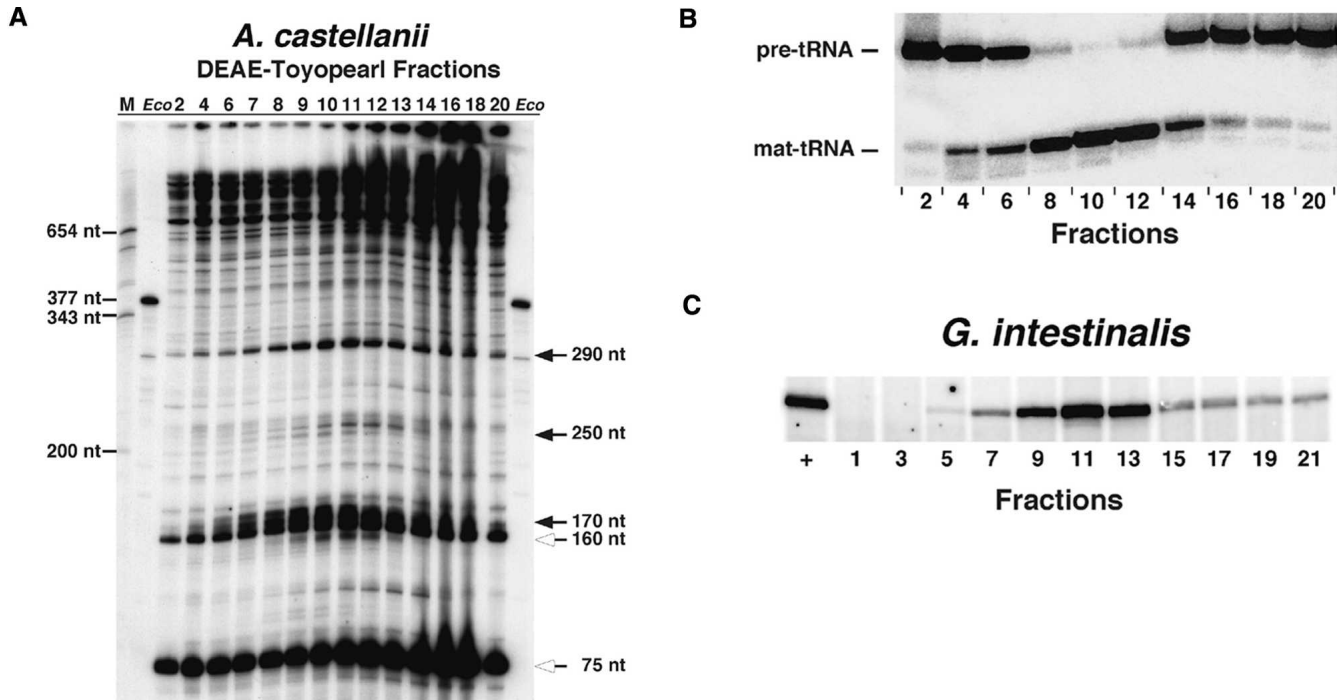 A
A. castellanii
DEAE-Toyopearl Fractions
M Eco 2 4 6 7 8 9 10 11 12 13 14 16 18 20 Eco
654 nt
377 nt
343 nt
200 nt
290 nt
250 nt
170 nt
160 nt
75 nt
B
pre-tRNA
mat-tRNA
2 4 6 8 10 12 14 16 18 20
Fractions
C
G. intestinalis
+ 1 3 5 7 9 11 13 15 17 19 21
Fractions